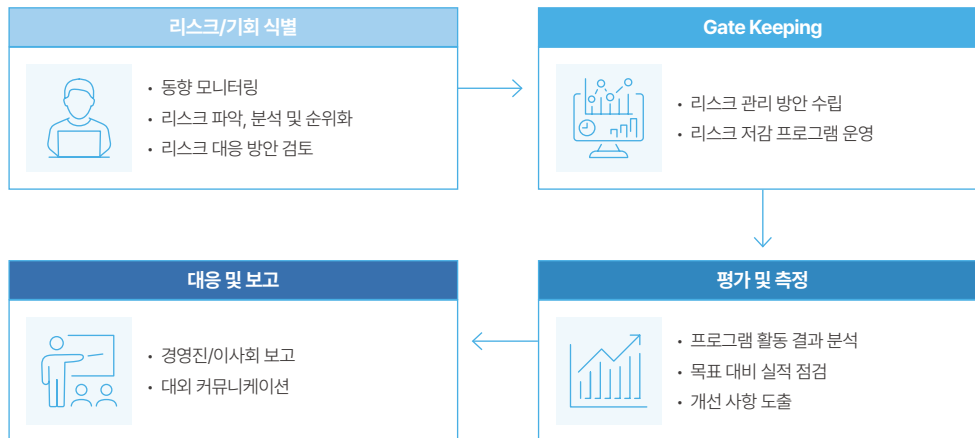 리스크/기회 식별
• 동향 모니터링
• 리스크 파악, 분석 및 순위화
• 리스크 대응 방안 검토
Gate Keeping
• 리스크 관리 방안 수립
• 리스크 저감 프로그램 운영
평가 및 측정
• 프로그램 활동 결과 분석
• 목표 대비 실적 점검
• 개선 사항 도출
대응 및 보고
• 경영진/이사회 보고
• 대외 커뮤니케이션